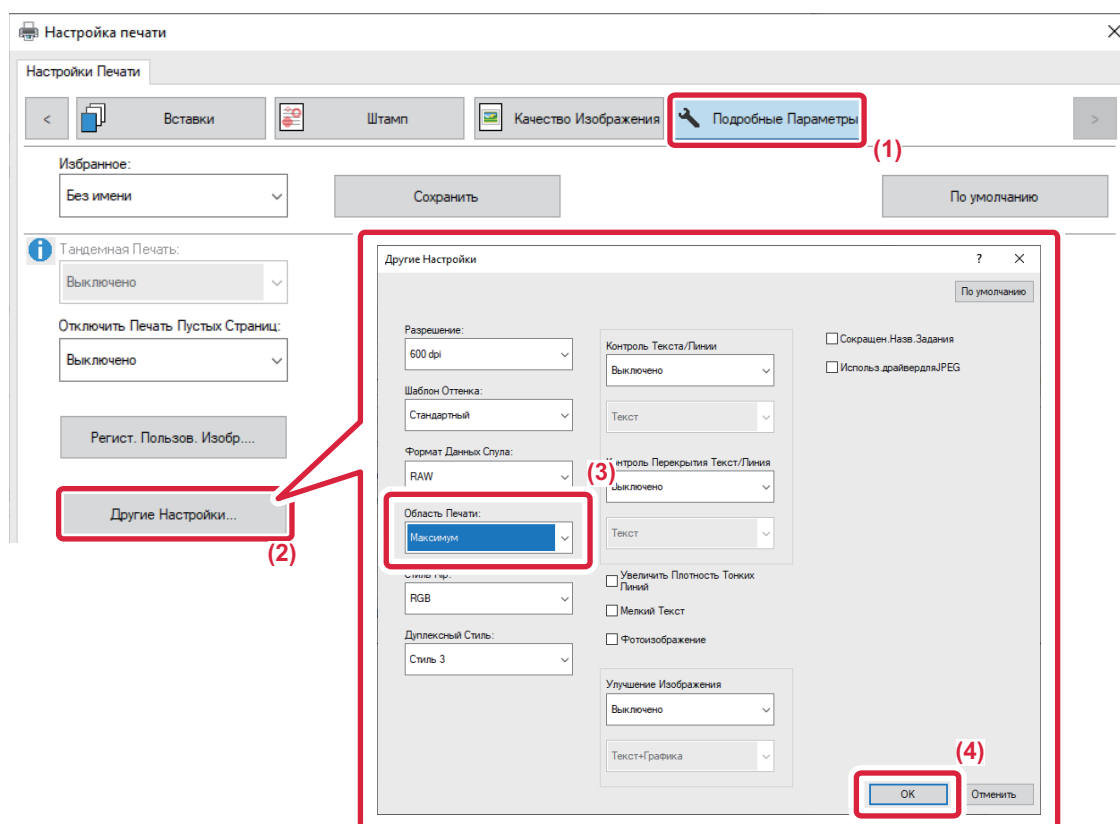 Настройка печати
Настройки Печати
<
Вставки
Штамп
Качество Изображения
Подробные Параметры
>
(1)
Избранное:
Без имени
Сохранить
По умолчанию
Тандемная Печать:
Выключено
Отключить Печать Пустых Страниц:
Выключено
Регист. Пользов. Изобр....
Другие Настройки...
(2)
Другие Настройки
?
По умолчанию
Разрешение:
600 dpi
Шаблон Оттенка:
Стандартный
Формат Данных Спула:
RAW
(3)
Область Печати:
Максимум
RGB
Дуплексный Стиль:
Стиль 3
Контроль Текста/Линии
Выключено
Текст
Контроль Перекрытия Текст/Линия
Выключено
Текст
Увеличить Плотность Тонких
Линий
Мелкий Текст
Фотоизображение
Улучшение Изображения
Выключено
Текст+Графика
Сокращен.Назв.Задания
Использ.драйвердляJPEG
(4)
OK
Отменить